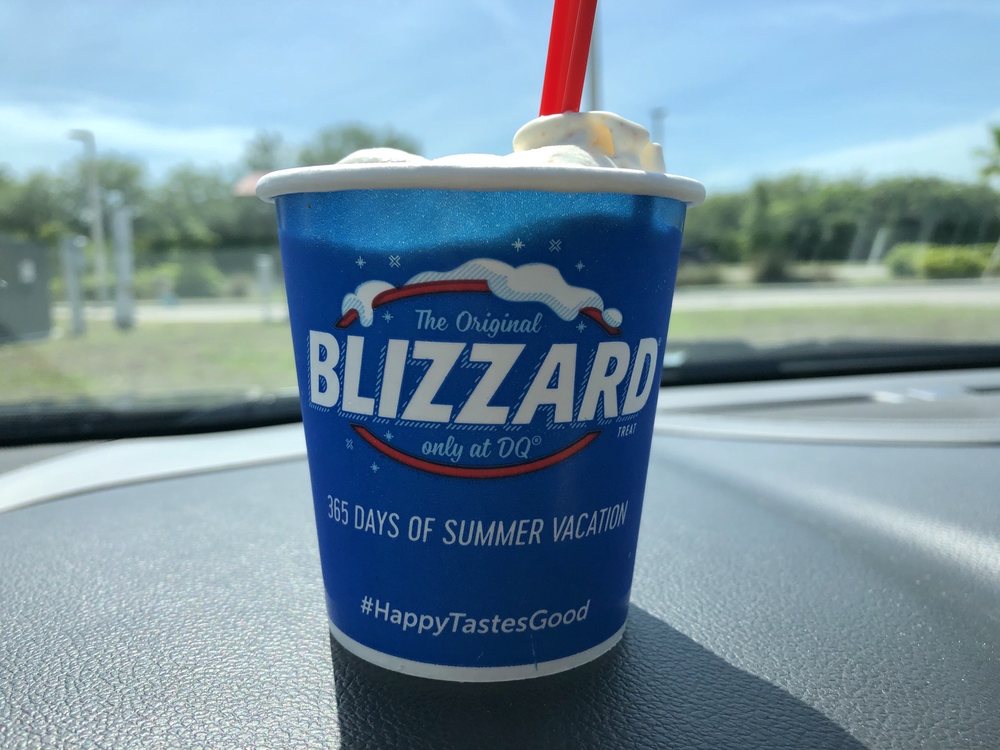 The Original
BLIZZARD®
TREAT
only at DQ®
365 DAYS OF SUMMER VACATION
#HappyTastesGood